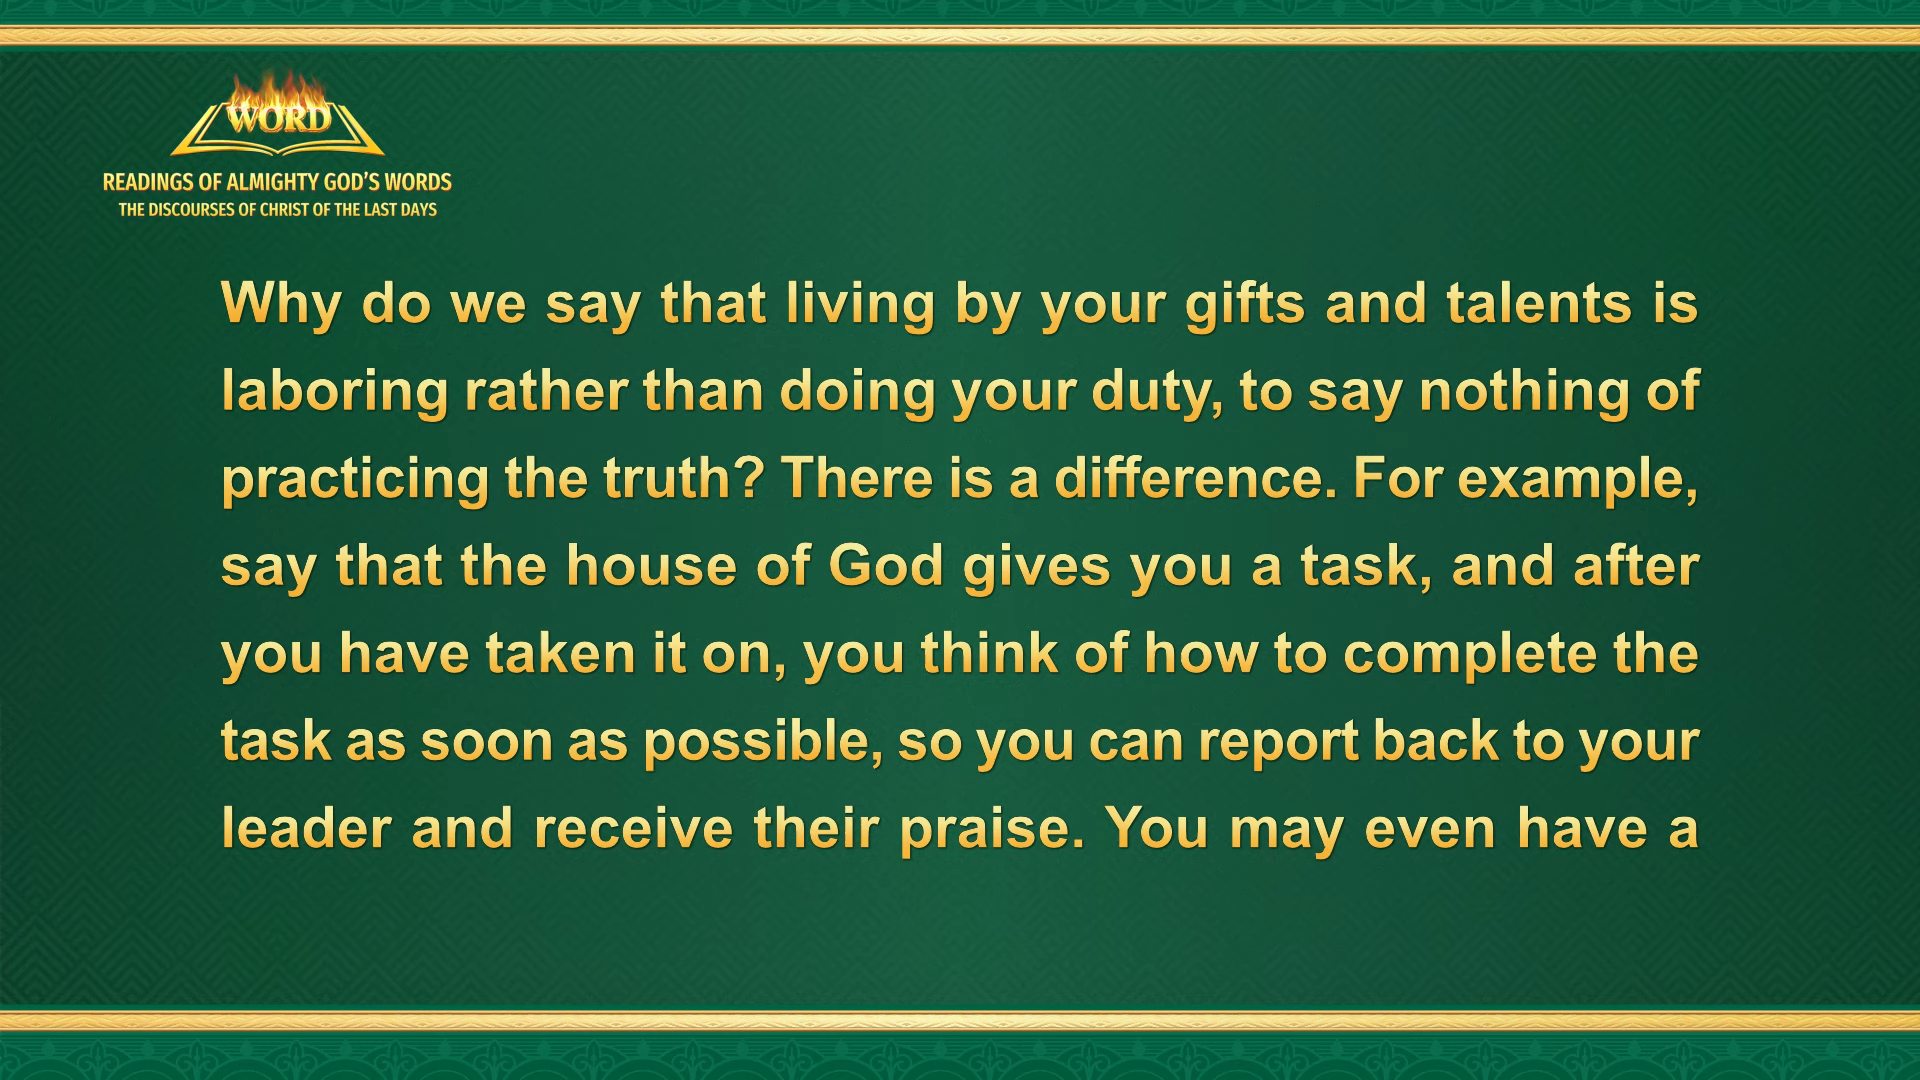 WORD
READINGS OF ALMIGHTY GOD'S WORDS
THE DISCOURSES OF CHRIST OF THE LAST DAYS
Why do we say that living by your gifts and talents is
laboring rather than doing your duty, to say nothing of
practicing the truth? There is a difference. For example,
say that the house of God gives you a task, and after
you have taken it on, you think of how to complete the
task as soon as possible, so you can report back to your
leader and receive their praise. You may even have a